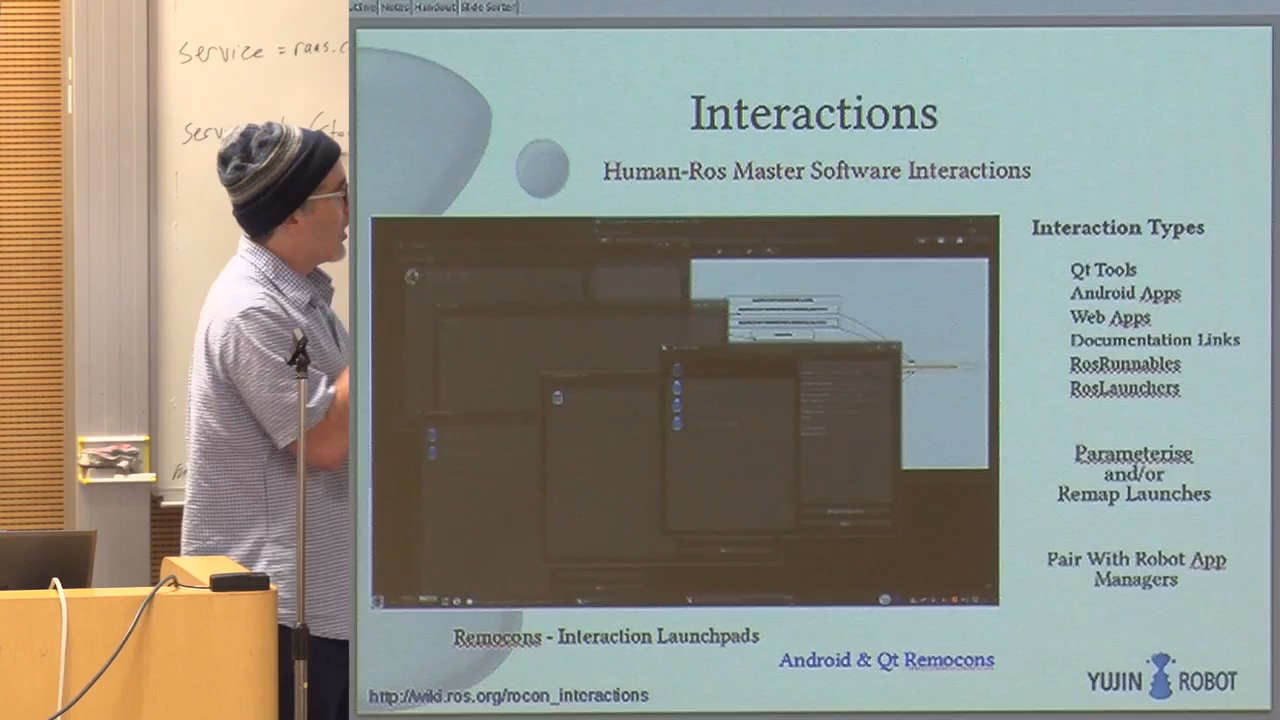 Notes Handout Slide Sorter
service = raas.c
Interactions
Human-Ros Master Software Interactions
Interaction Types
Qt Tools
Android Apps
Web Apps
Documentation Links
RosRunnables
RosLaunchers
Parameterise
and/or
Remap Launches
Pair With Robot App
Managers
Remocons - Interaction Launchpads
Android & Qt Remocons
YUJIN ROBOT
http://wiki.ros.org/rocon_interactions